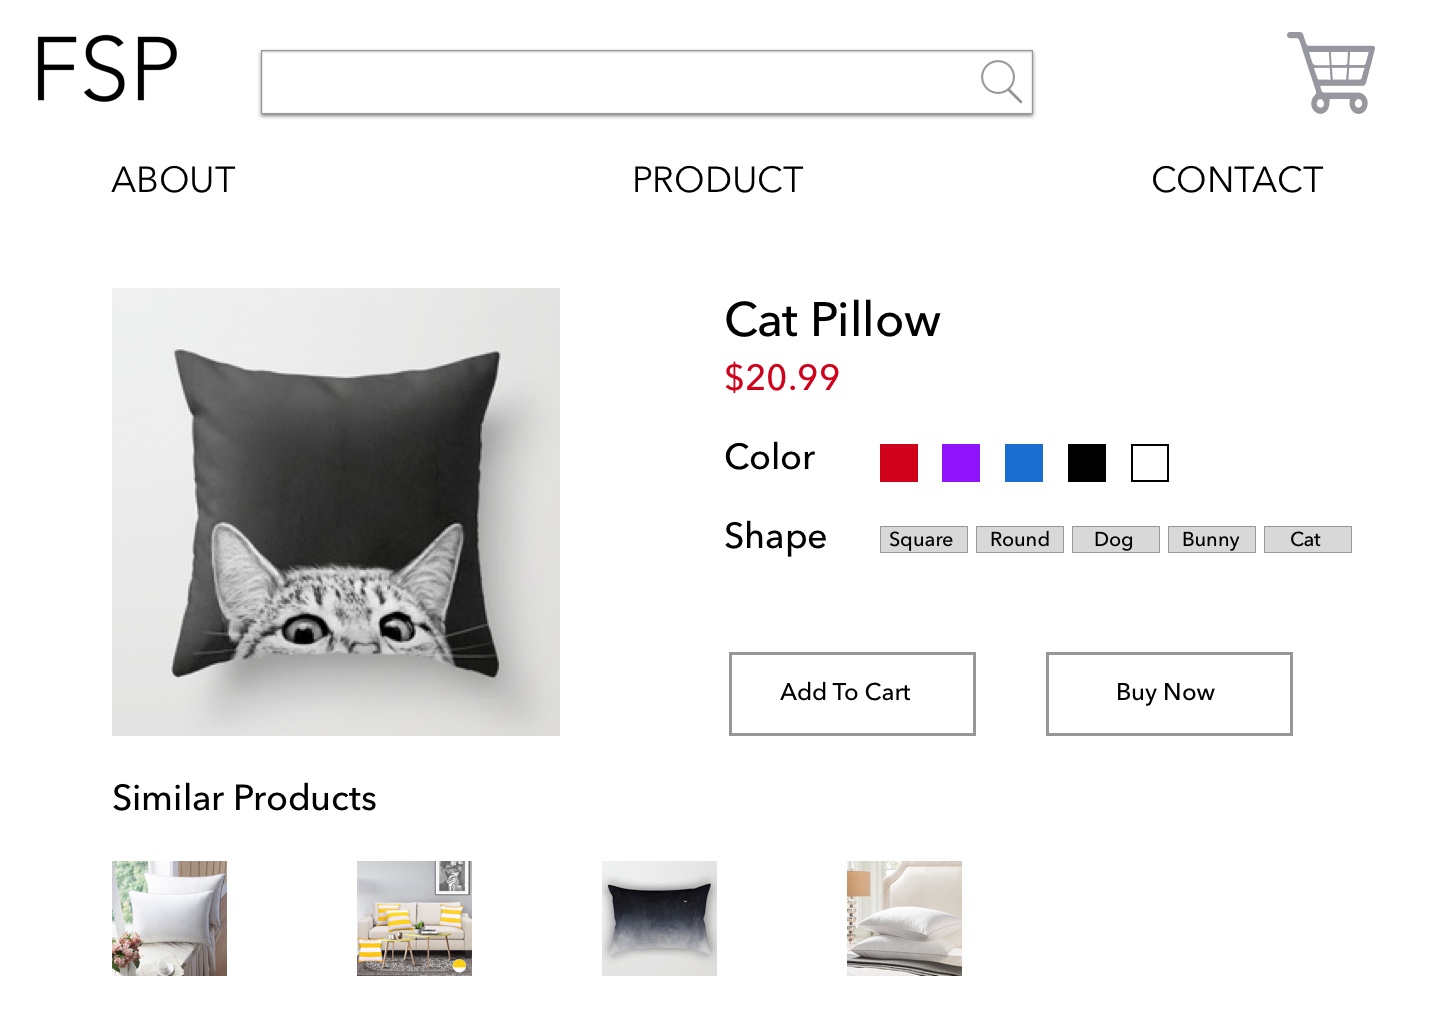 FSP
ABOUT PRODUCT CONTACT
Cat Pillow
$20.99
Color
Shape Square Round Dog Bunny Cat
Add To Cart Buy Now
Similar Products